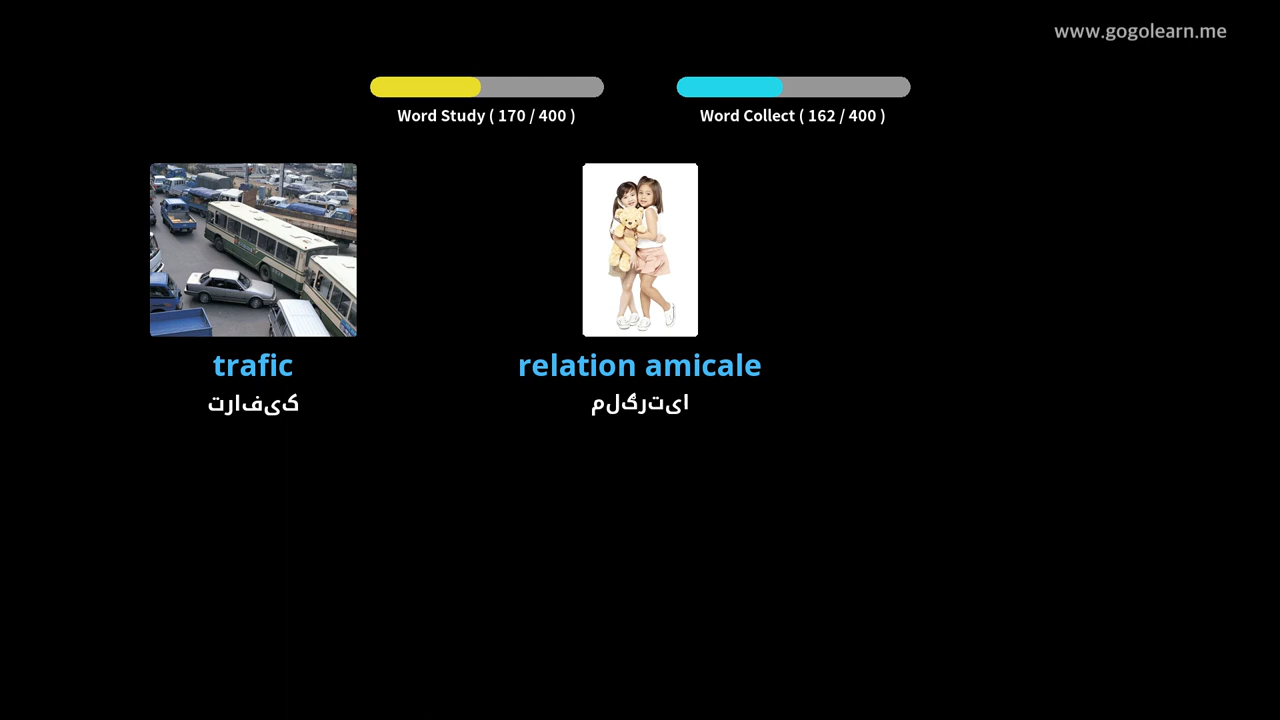 www.gogolearn.me
Word Study ( 170 / 400 )
Word Collect ( 162 / 400 )
trafic
کیفارت
relation amicale
ایترگلم